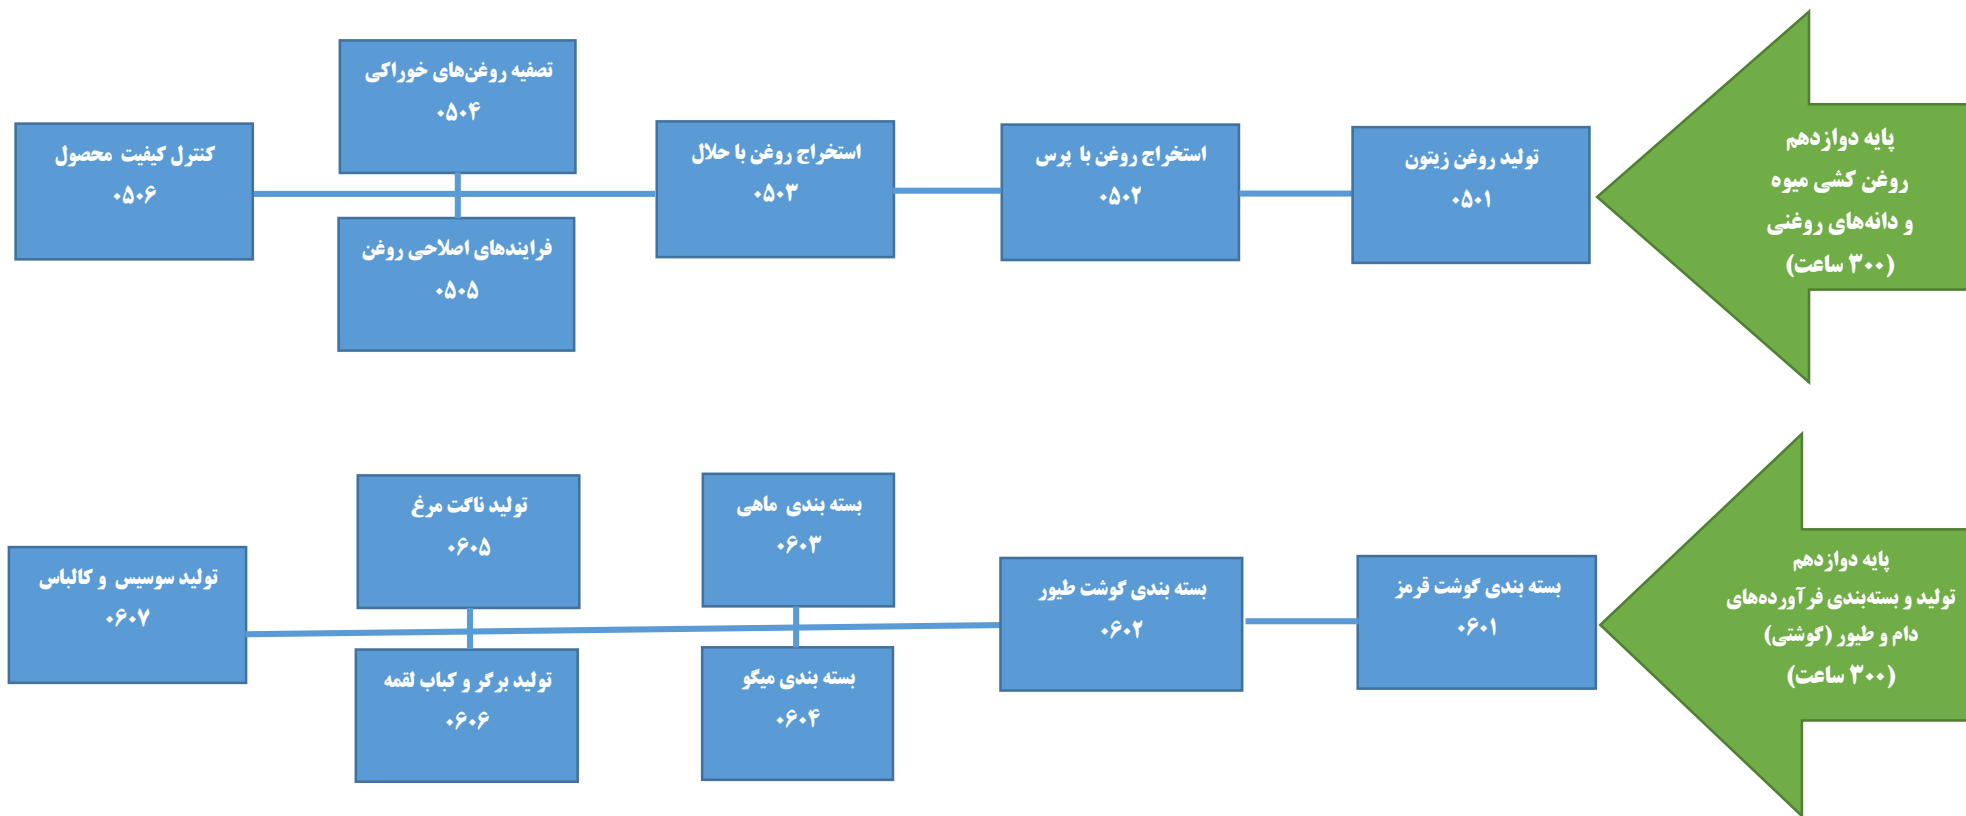 پایه دوازدهم
روغن کشی میوه
و دانه‌های روغنی
(۳۰۰ ساعت)
تولید روغن زیتون
۰۵۰۱
استخراج روغن با پرس
۰۵۰۲
استخراج روغن با حلال
۰۵۰۳
تصفیه روغن‌های خوراکی
۰۵۰۴
فرایندهای اصلاحی روغن
۰۵۰۵
کنترل کیفیت محصول
۰۵۰۶
پایه دوازدهم
تولید و بسته‌بندی فرآورده‌های
دام و طیور (گوشتی)
(۳۰۰ ساعت)
بسته بندی گوشت قرمز
۰۶۰۱
بسته بندی گوشت طیور
۰۶۰۲
بسته بندی ماهی
۰۶۰۳
بسته بندی میگو
۰۶۰۴
تولید ناگت مرغ
۰۶۰۵
تولید برگر و کباب لقمه
۰۶۰۶
تولید سوسیس و کالباس
۰۶۰۷